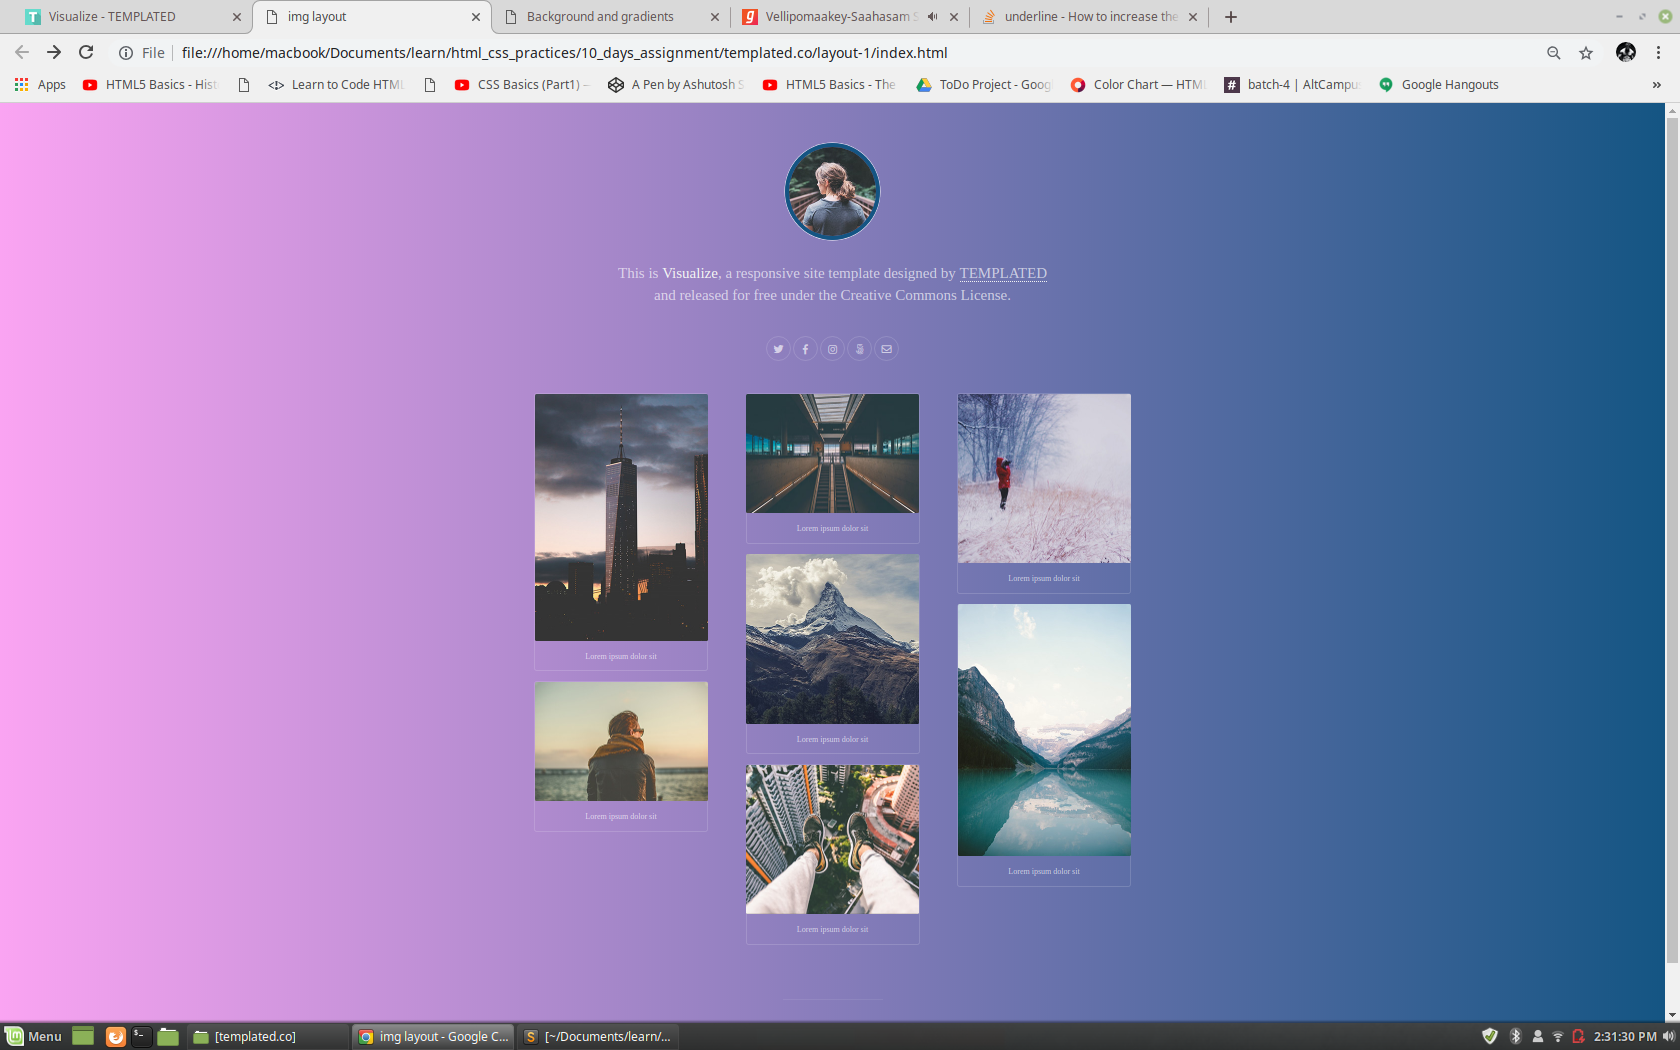 Visualize - TEMPLATED
img layout
Background and gradients
Vellipomaakey-Saahasam S
underline - How to increase the
File
file:///home/macbook/Documents/learn/html_css_practices/10_days_assignment/templated.co/layout-1/index.html
Apps
HTML5 Basics - Hist
Learn to Code HTML
CSS Basics (Part1) –
A Pen by Ashutosh S
HTML5 Basics - The
ToDo Project - Googl
Color Chart — HTML
batch-4 | AltCampus
Google Hangouts
»
This is Visualize, a responsive site template designed by TEMPLATED
and released for free under the Creative Commons License.
Lorem ipsum dolor sit
Lorem ipsum dolor sit
Lorem ipsum dolor sit
Lorem ipsum dolor sit
Lorem ipsum dolor sit
Lorem ipsum dolor sit
Lorem ipsum dolor sit
Menu
[templated.co]
img layout - Google C...
[~/Documents/learn/...
2:31:30 PM